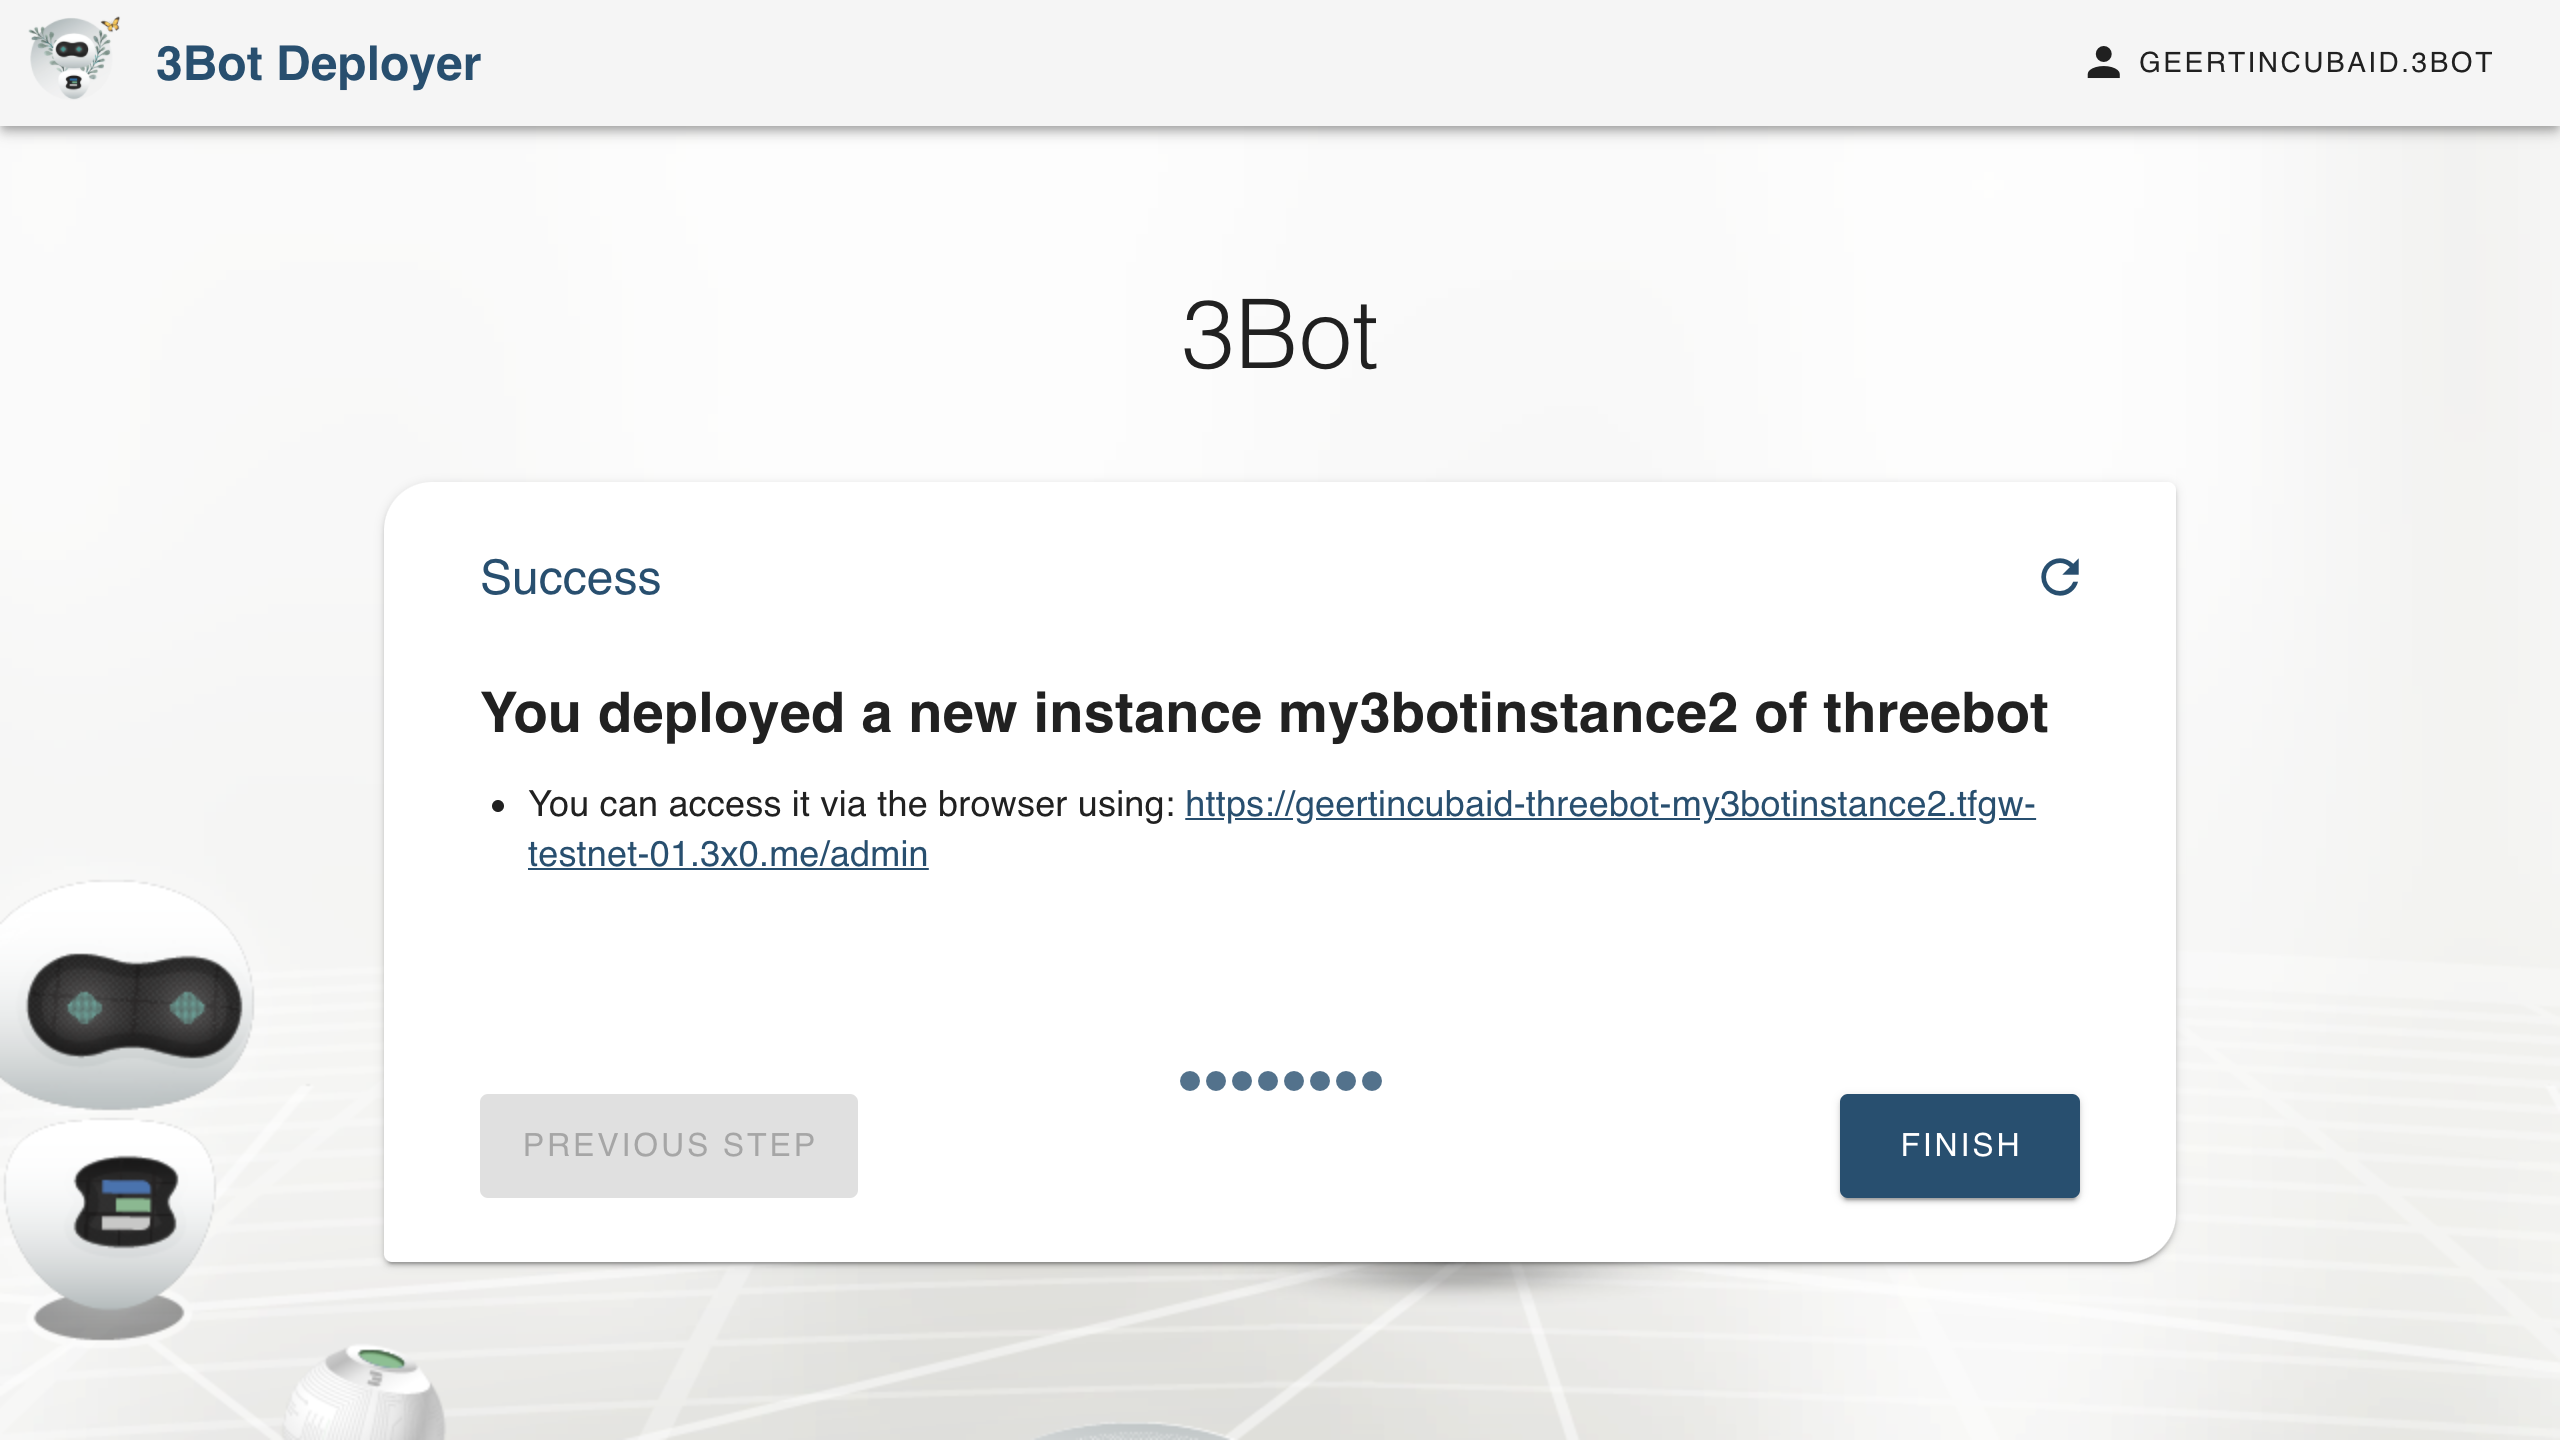 3Bot Deployer
GEERTINCUBAID.3BOT
3Bot
Success
You deployed a new instance my3botinstance2 of threebot
You can access it via the browser using: https://geertincubaid-threebot-my3botinstance2.tfgw-
testnet-01.3x0.me/admin
PREVIOUS STEP
FINISH